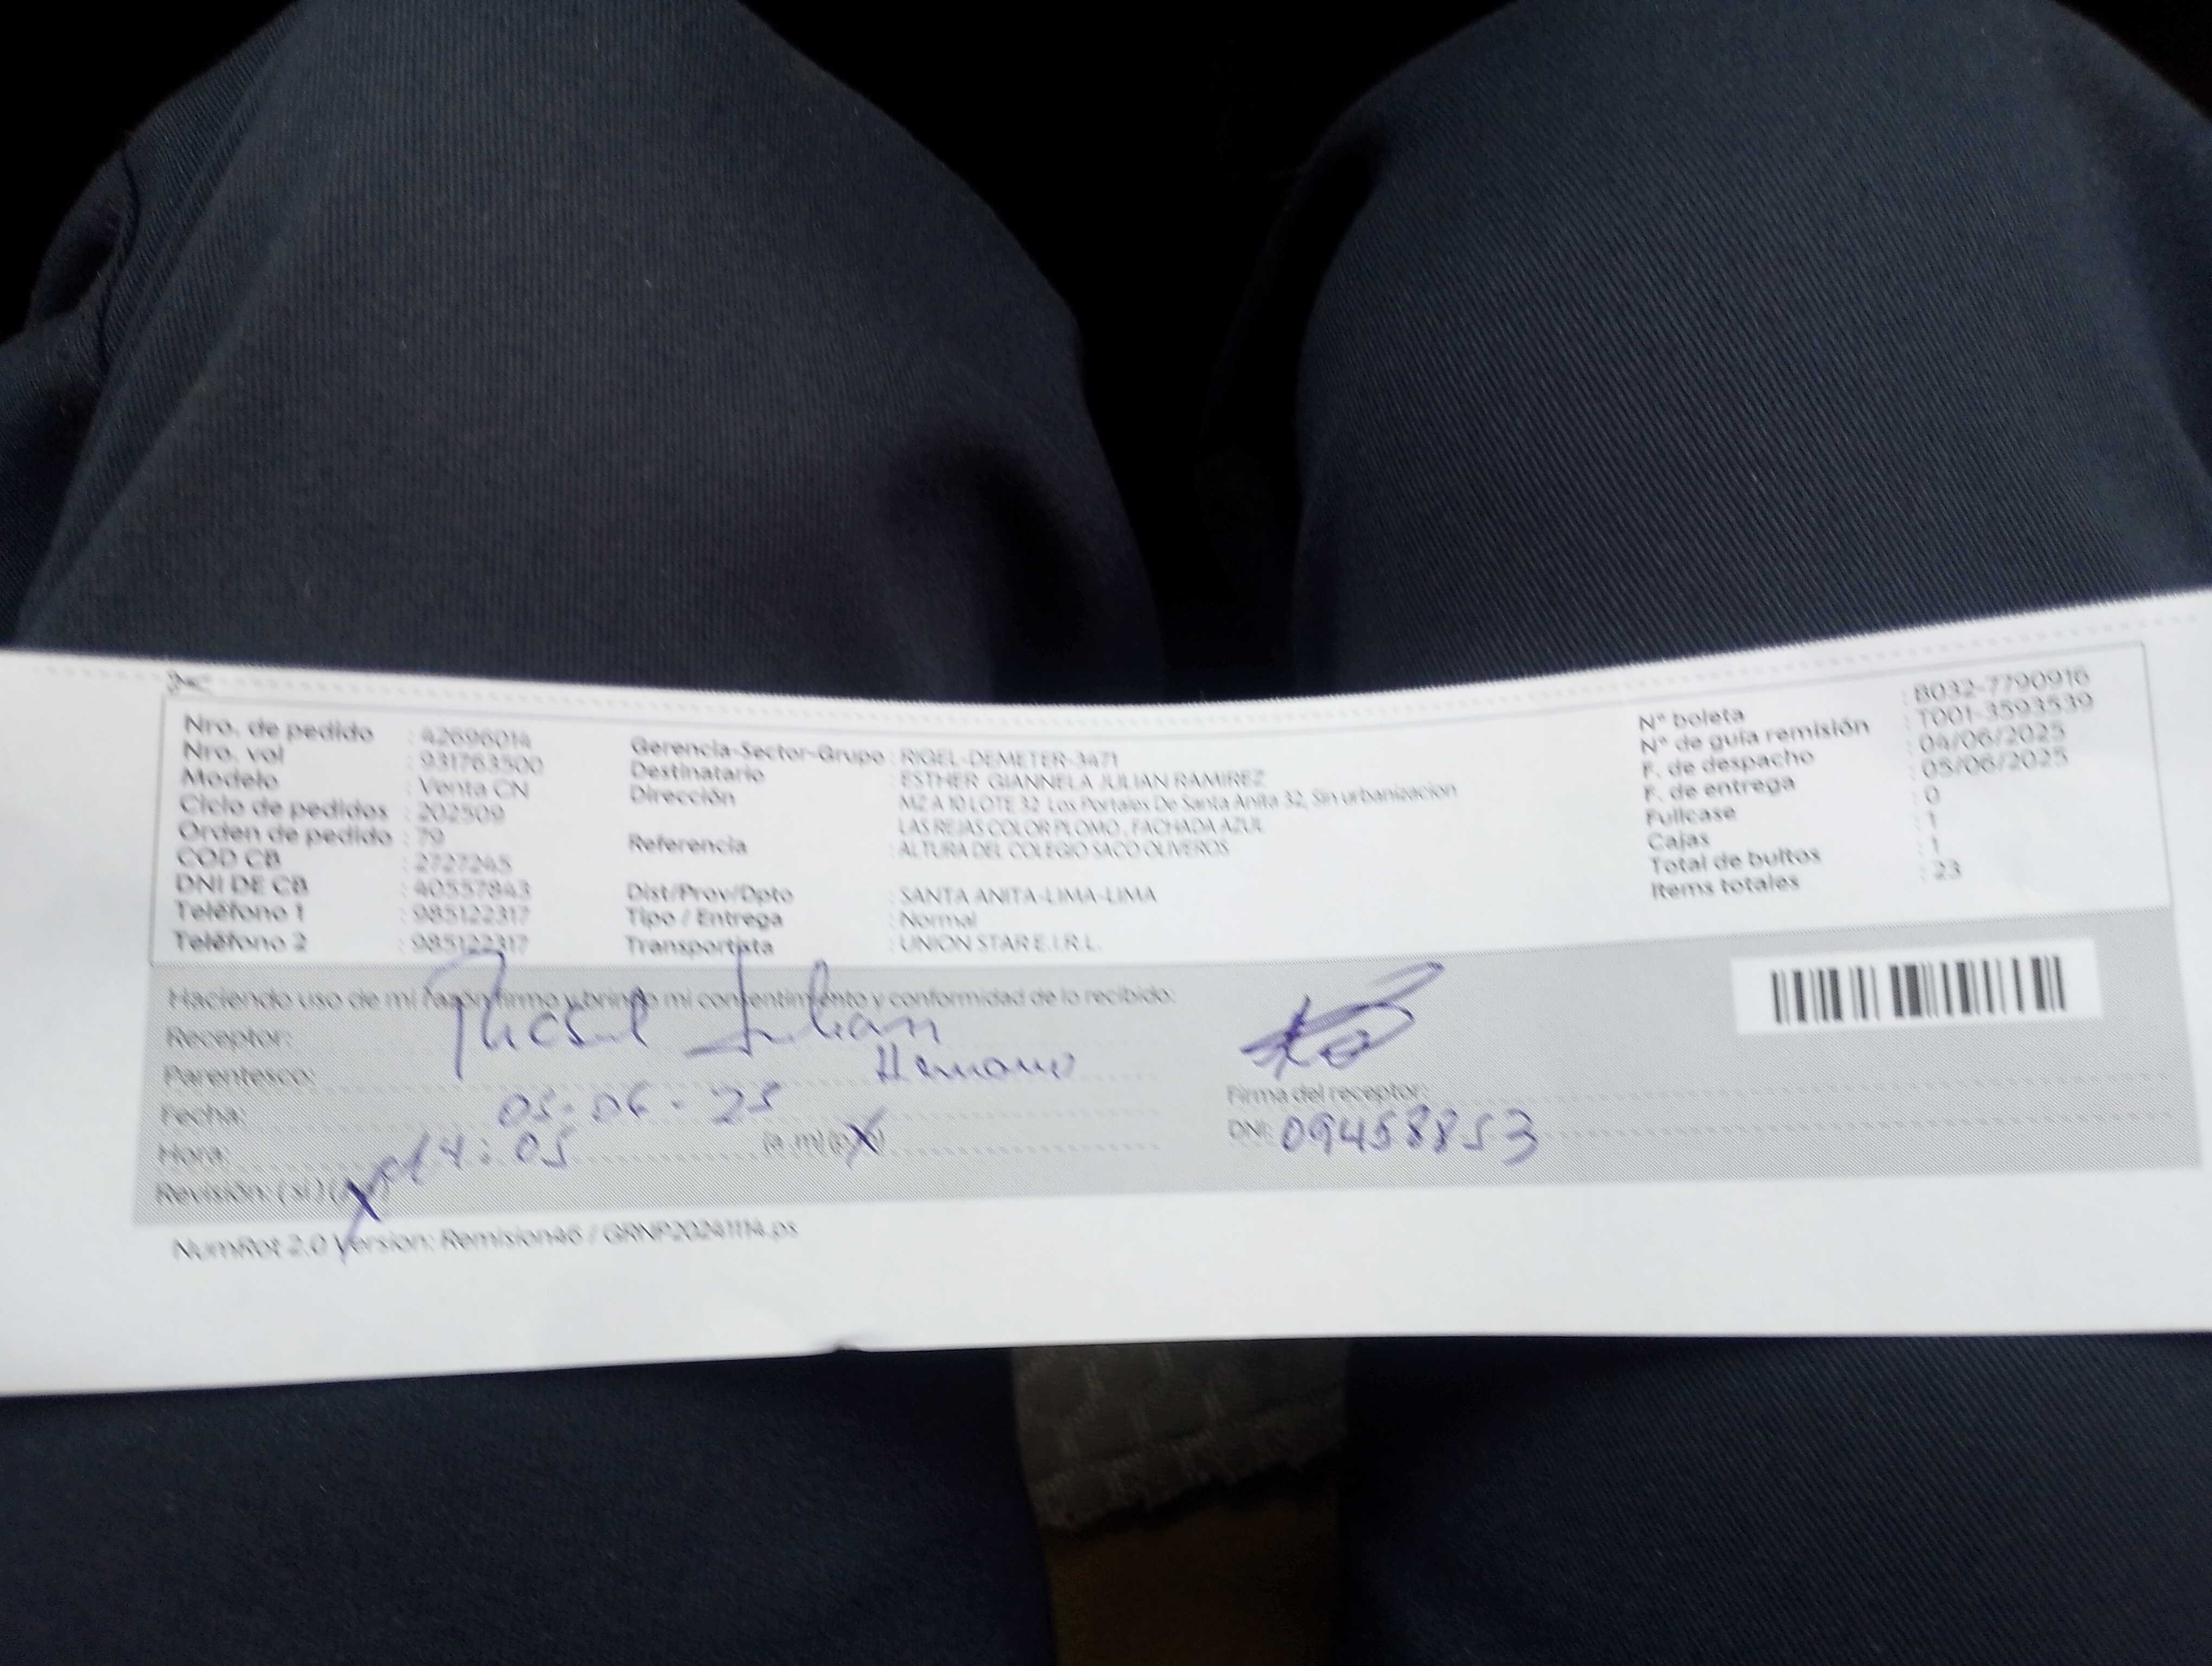 Nro. de pedido : 42696014
Nro. vol : 931763500
Modelo : Venta CN
Ciclo de pedidos : 202509
Orden de pedido : 79
COD CB : 2727245
DNI DE CB : 40557843
Teléfono 1 : 985122317
Teléfono 2 : 985122317
Gerencia-Sector-Grupo : RIGEL-DEMETER-3471
Destinatario : ESTHER GIANNELA JULIAN RAMIREZ
Dirección : MZ A 10 LOTE 32 Los Portales De Santa Anita 32, Sin urbanizacion
LAS REJAS COLOR PLOMO , FACHADA AZUL
Referencia : ALTURA DEL COLEGIO SACO OLIVEROS
Dist/Prov/Dpto : SANTA ANITA-LIMA-LIMA
Tipo / Entrega : Normal
Transportista : UNION STAR E.I.R.L.
N° boleta : B032-7790916
N° de guía remisión : T001-3593539
F. de despacho : 04/06/2025
F. de entrega : 05/06/2025
Fullcase : 0
Cajas : 1
Total de bultos : 1
Items totales : 23
Haciendo uso de mi razón firmo y brindo mi consentimiento y conformidad de lo recibido:
Receptor: Julian
Parentesco: Hermano
Fecha: 05-06-25
Hora: 14:05 (a.m)
Revisión: (si)
Firma del receptor:
DNI: 09458853
NumRot 2.0 Version: Remision46 / GRNP20241114.ps